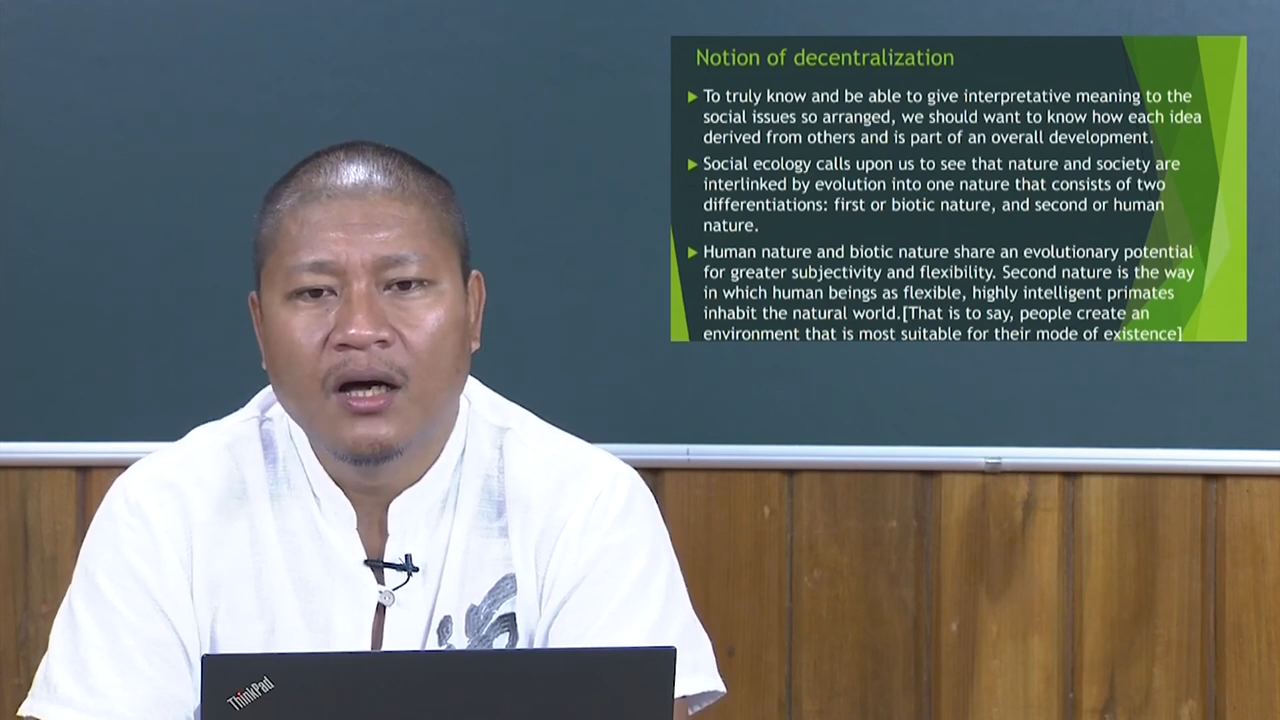 Notion of decentralization
To truly know and be able to give interpretative meaning to the
social issues so arranged, we should want to know how each idea
derived from others and is part of an overall development.
Social ecology calls upon us to see that nature and society are
interlinked by evolution into one nature that consists of two
differentiations: first or biotic nature, and second or human
nature.
Human nature and biotic nature share an evolutionary potential
for greater subjectivity and flexibility. Second nature is the way
in which human beings as flexible, highly intelligent primates
inhabit the natural world.[That is to say, people create an
environment that is most suitable for their mode of existence]
ThinkPad